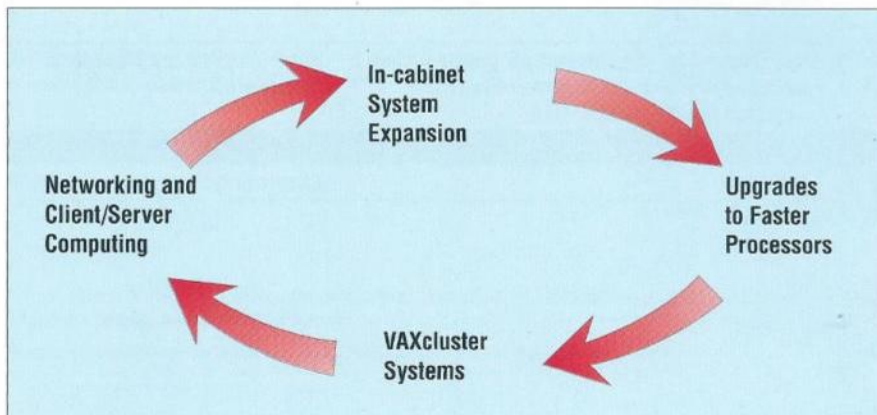 In-cabinet
System
Expansion
Upgrades
to Faster
Processors
VAXcluster
Systems
Networking and
Client/Server
Computing